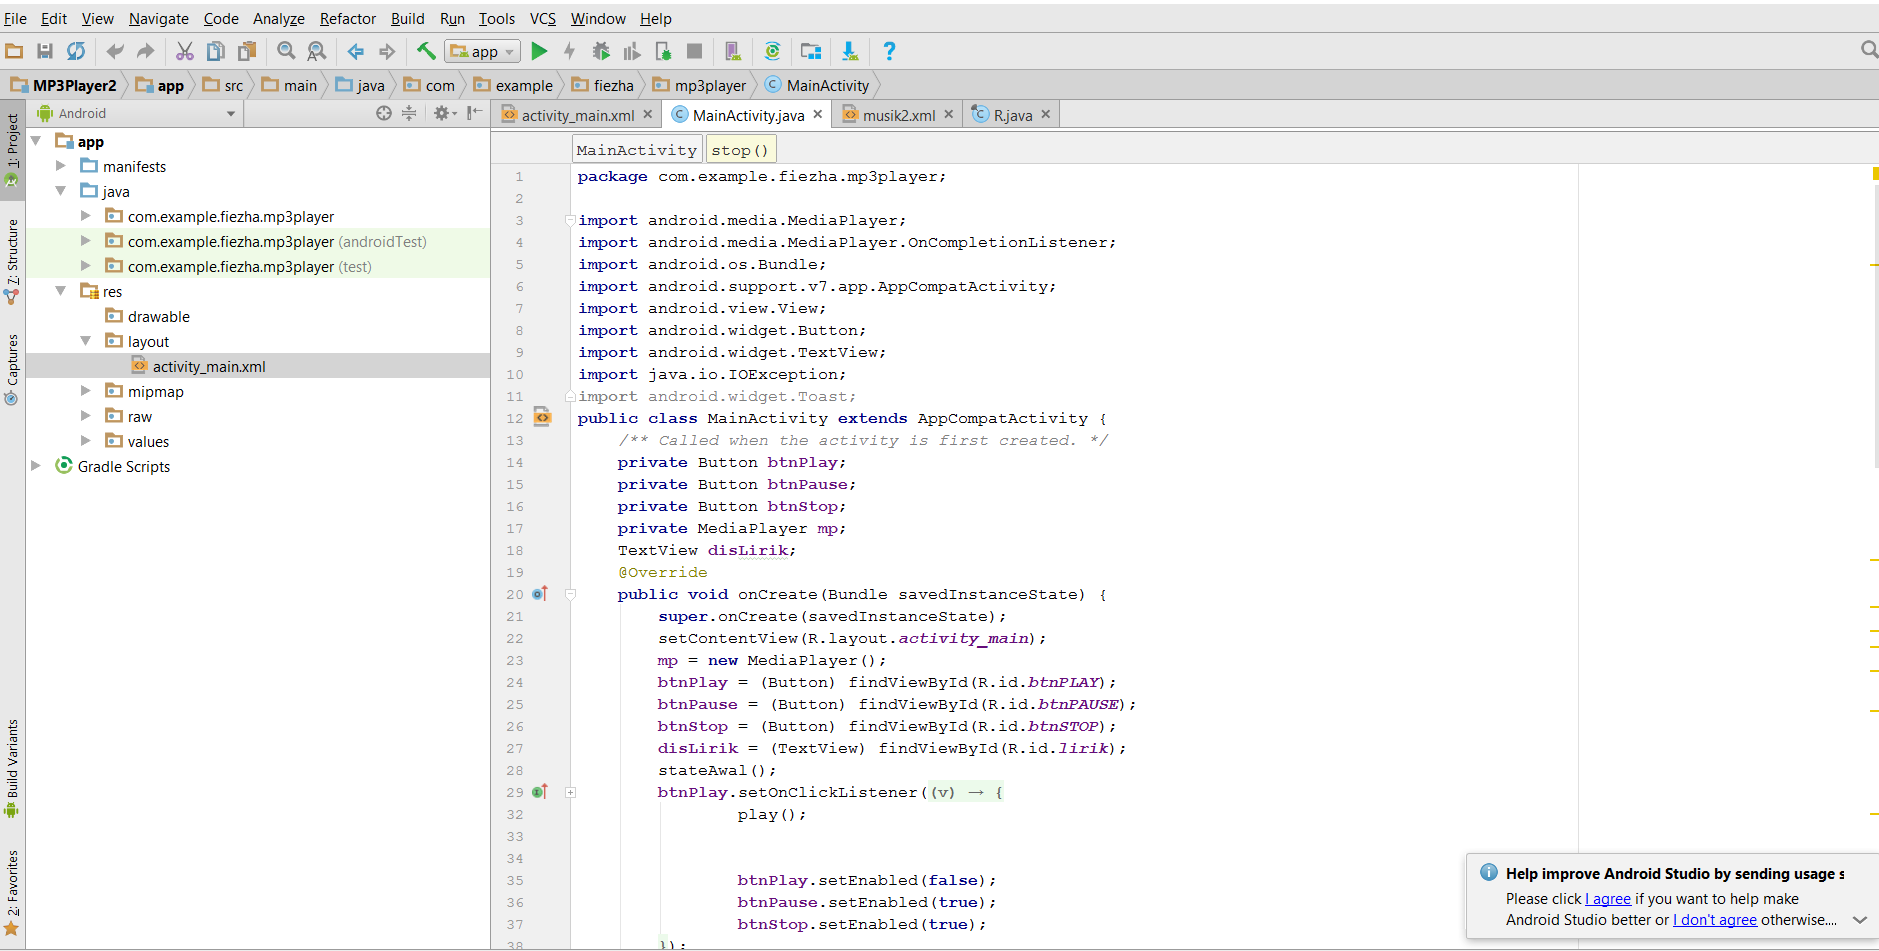 File Edit View Navigate Code Analyze Refactor Build Run Tools VCS Window Help
app
MP3Player2 app src main java com example fiezha mp3player MainActivity
Android
activity_main.xml MainActivity.java musik2.xml R.java
1: Project
7: Structure
Captures
Build Variants
2: Favorites
app
manifests
java
com.example.fiezha.mp3player
com.example.fiezha.mp3player (androidTest)
com.example.fiezha.mp3player (test)
res
drawable
layout
activity_main.xml
mipmap
raw
values
Gradle Scripts
MainActivity stop()
1 package com.example.fiezha.mp3player;
2
3 import android.media.MediaPlayer;
4 import android.media.MediaPlayer.OnCompletionListener;
5 import android.os.Bundle;
6 import android.support.v7.app.AppCompatActivity;
7 import android.view.View;
8 import android.widget.Button;
9 import android.widget.TextView;
10 import java.io.IOException;
11 import android.widget.Toast;
12 public class MainActivity extends AppCompatActivity {
13 /** Called when the activity is first created. */
14 private Button btnPlay;
15 private Button btnPause;
16 private Button btnStop;
17 private MediaPlayer mp;
18 TextView disLirik;
19 @Override
20 public void onCreate(Bundle savedInstanceState) {
21 super.onCreate(savedInstanceState);
22 setContentView(R.layout.activity_main);
23 mp = new MediaPlayer();
24 btnPlay = (Button) findViewById(R.id.btnPLAY);
25 btnPause = (Button) findViewById(R.id.btnPAUSE);
26 btnStop = (Button) findViewById(R.id.btnSTOP);
27 disLirik = (TextView) findViewById(R.id.lirik);
28 stateAwal();
29 btnPlay.setOnClickListener((v) → {
32 play();
33
34
35 btnPlay.setEnabled(false);
36 btnPause.setEnabled(true);
37 btnStop.setEnabled(true);
38 });
Help improve Android Studio by sending usage s
Please click I agree if you want to help make
Android Studio better or I don't agree otherwise....